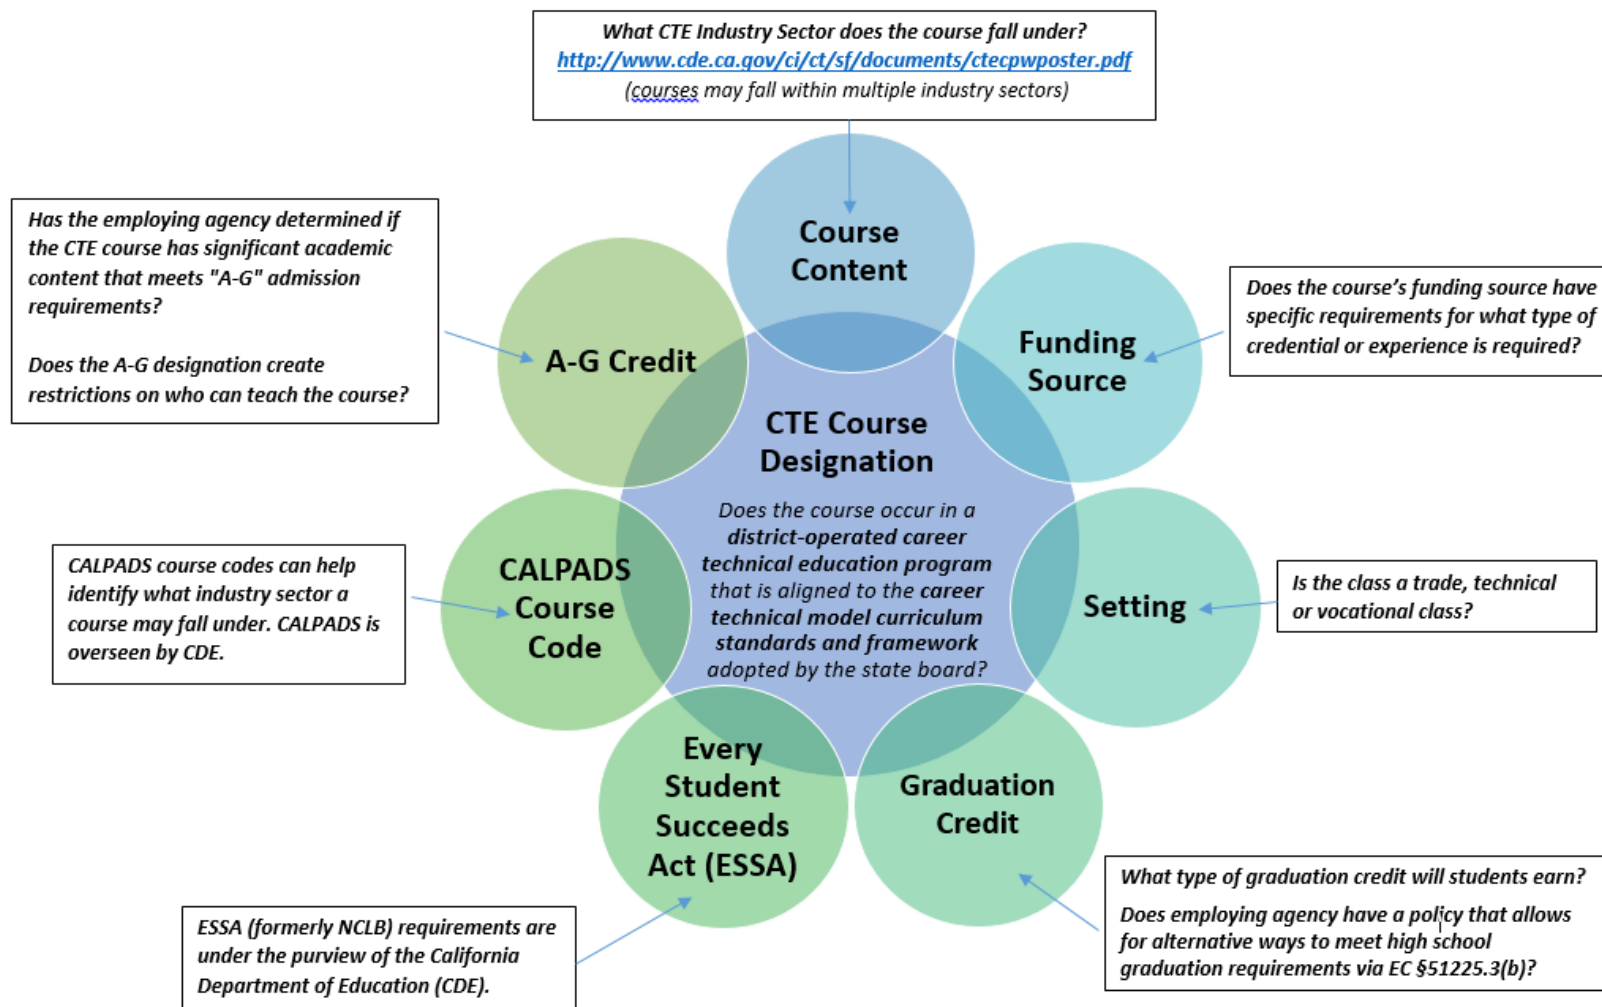 What CTE Industry Sector does the course fall under?
http://www.cde.ca.gov/ci/ct/sf/documents/ctecpwposter.pdf
(courses may fall within multiple industry sectors)
Course
Content
Has the employing agency determined if
the CTE course has significant academic
content that meets "A-G" admission
requirements?
Does the A-G designation create
restrictions on who can teach the course?
A-G Credit
Funding
Source
Does the course’s funding source have
specific requirements for what type of
credential or experience is required?
CTE Course
Designation
Does the course occur in a
district-operated career
technical education program
that is aligned to the career
technical model curriculum
standards and framework
adopted by the state board?
CALPADS course codes can help
identify what industry sector a
course may fall under. CALPADS is
overseen by CDE.
CALPADS
Course
Code
Setting
Is the class a trade, technical
or vocational class?
Every
Student
Succeeds
Act (ESSA)
Graduation
Credit
ESSA (formerly NCLB) requirements are
under the purview of the California
Department of Education (CDE).
What type of graduation credit will students earn?
Does employing agency have a policy that allows
for alternative ways to meet high school
graduation requirements via EC §51225.3(b)?